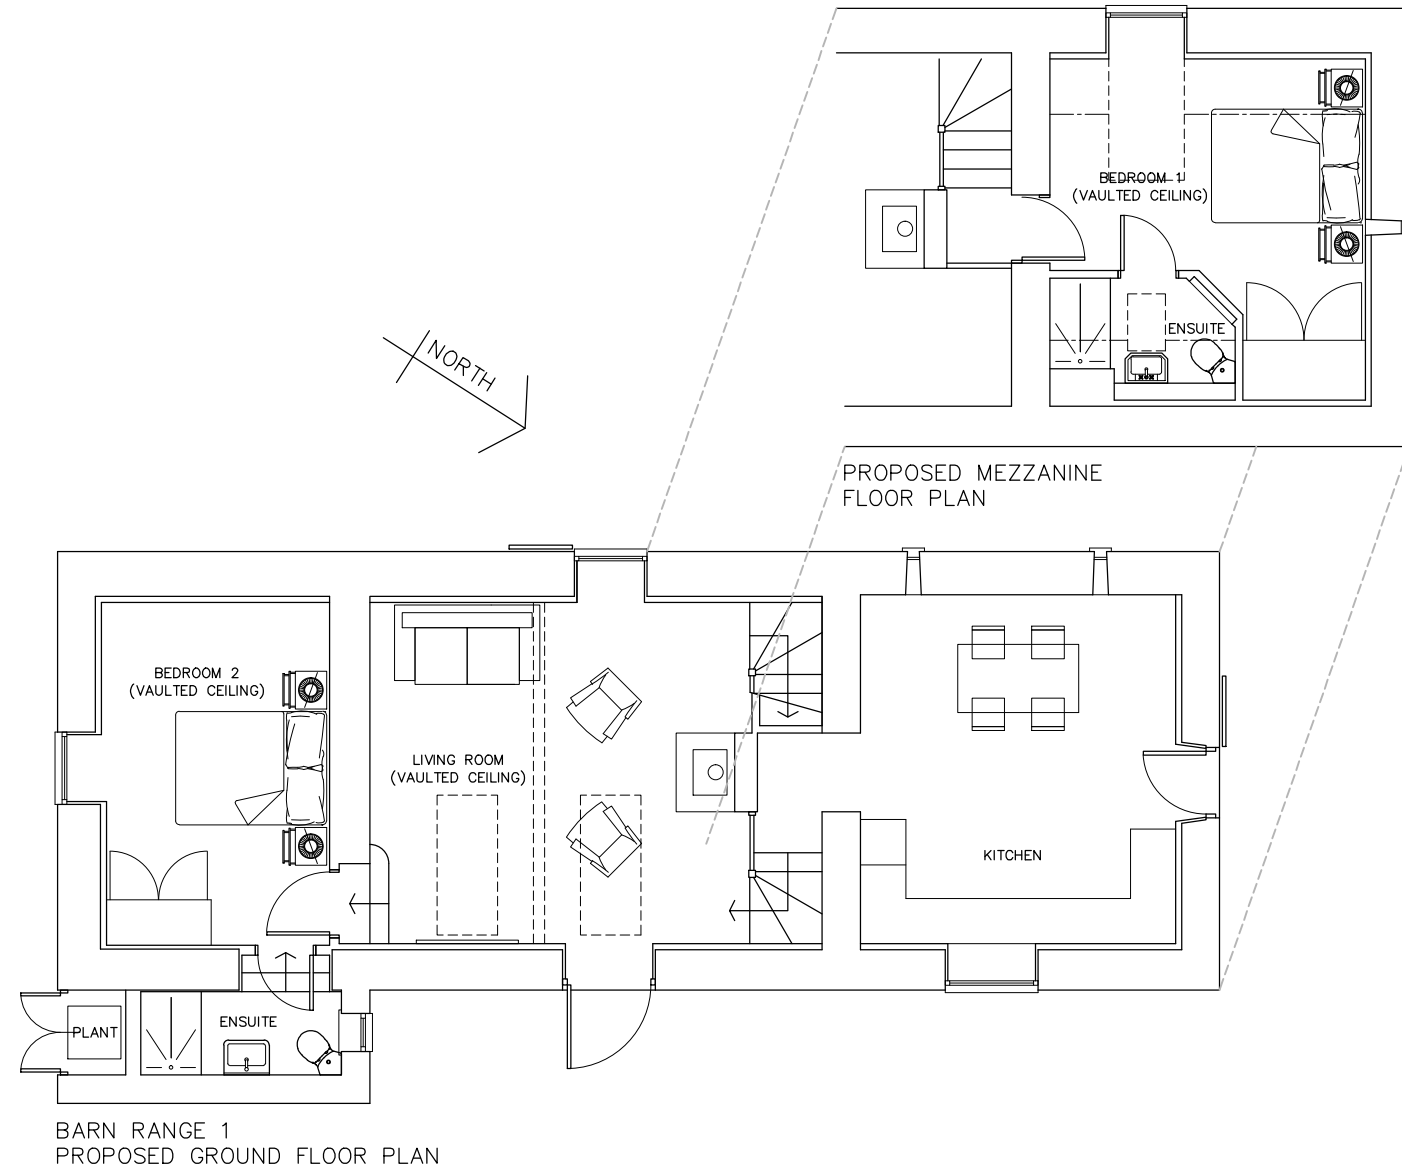 BEDROOM 1
(VAULTED CEILING)
ENSUITE
NORTH
PROPOSED MEZZANINE
FLOOR PLAN
BEDROOM 2
(VAULTED CEILING)
LIVING ROOM
(VAULTED CEILING)
KITCHEN
ENSUITE
PLANT
BARN RANGE 1
PROPOSED GROUND FLOOR PLAN